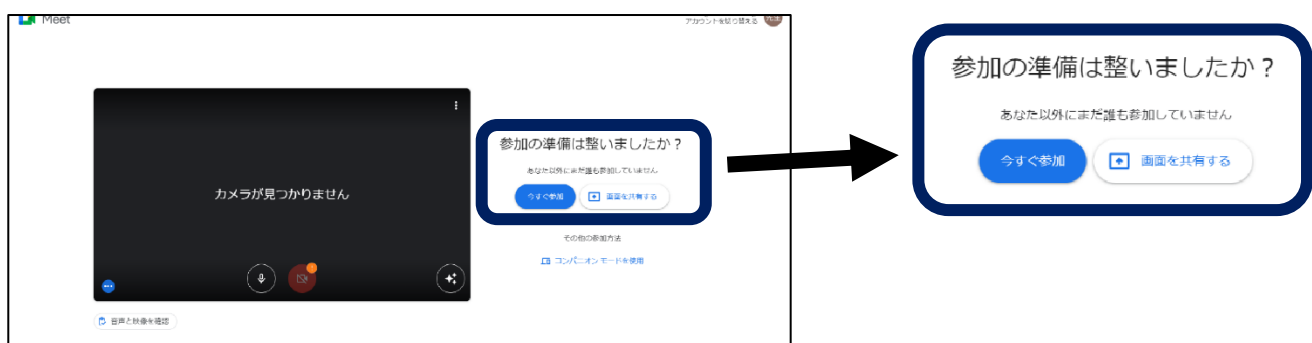 Meet
アカウントを切り替える
カメラが見つかりません
参加の準備は整いましたか？
あなた以外にまだ誰も参加していません
今すぐ参加
画面を共有する
その他の参加方法
コンパニオン モードを使用
音声と映像を確認
参加の準備は整いましたか？
あなた以外にまだ誰も参加していません
今すぐ参加
画面を共有する